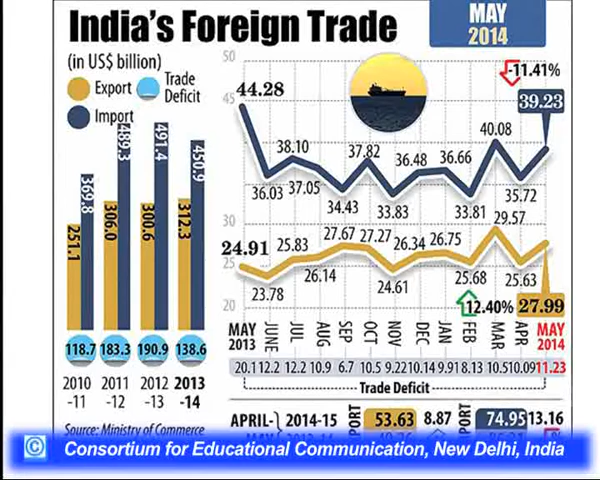 India's Foreign Trade
MAY
2014
(in US$ billion)
Export
Trade
Deficit
Import
50
45
30
25
20
-11.41%
39.23
44.28
36.03
38.10
37.05
34.43
37.82
33.83
36.48
36.66
33.81
40.08
35.72
24.91
23.78
25.83
26.14
27.67
27.27
24.61
26.34
26.75
25.68
29.57
25.63
27.99
12.40%
251.1
369.8
306.0
489.3
300.6
491.4
312.3
450.9
118.7
183.3
190.9
138.6
2010
-11
2011
-12
2012
-13
2013
-14
MAY
2013
JUNE
JUL
AUG
SEP
OCT
NOV
DEC
JAN
FEB
MAR
APR
MAY
2014
20.1 12.2 12.2 10.9 6.7 10.5 9.22 10.14 9.91 8.13 10.5 10.09 11.23
Trade Deficit
APRIL- 2014-15 53.63 8.87 74.95 13.16
Source: Ministry of Commerce
© Consortium for Educational Communication, New Delhi, India